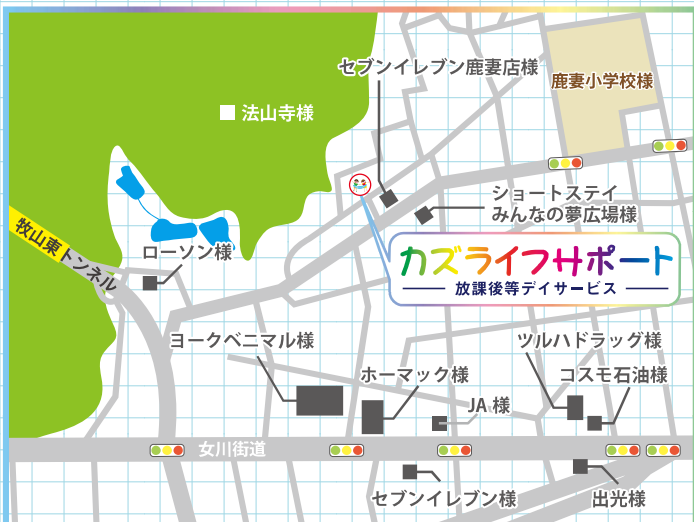 セブンイレブン鹿妻店様
鹿妻小学校様
法山寺様
ショートステイ
みんなの夢広場様
牧山東トンネル
ローソン様
カズライフサポート
放課後等デイサービス
ヨークベニマル様
ツルハドラッグ様
ホーマック様
コスモ石油様
JA 様
女川街道
セブンイレブン様
出光様